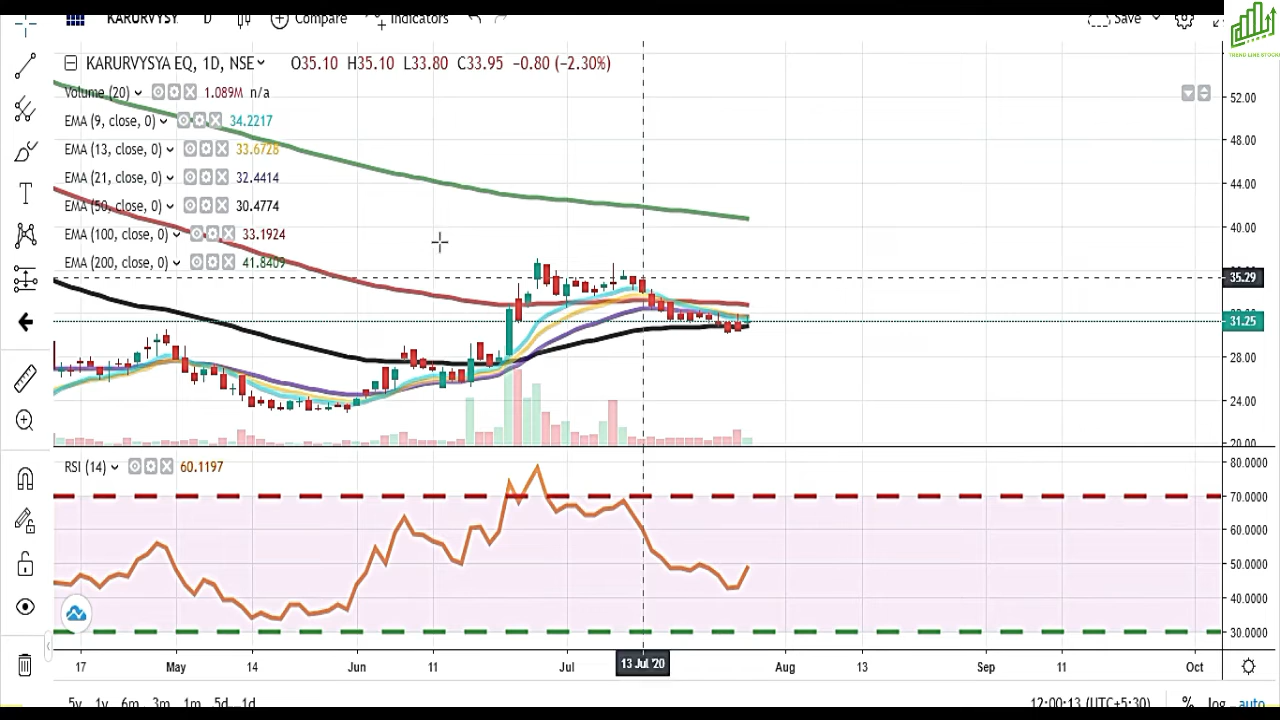 KARURVYSY D Compare Indicators Save
TREND LINE STOCKS
KARURVYSYA EQ, 1D, NSE O35.10 H35.10 L33.80 C33.95 −0.80 (−2.30%)
Volume (20) 1.089M n/a
EMA (9, close, 0) 34.2217
EMA (13, close, 0) 33.6728
EMA (21, close, 0) 32.4414
EMA (50, close, 0) 30.4774
EMA (100, close, 0) 33.1924
EMA (200, close, 0) 41.8409
52.00
48.00
44.00
40.00
35.29
31.25
28.00
24.00
20.00
RSI (14) 60.1197
80.0000
70.0000
60.0000
50.0000
40.0000
30.0000
17 May 14 Jun 11 Jul 13 Jul '20 Aug 13 Sep 11 Oct
5y 1y 6m 3m 1m 5d 1d 12:00:13 (UTC+5:30) % log auto